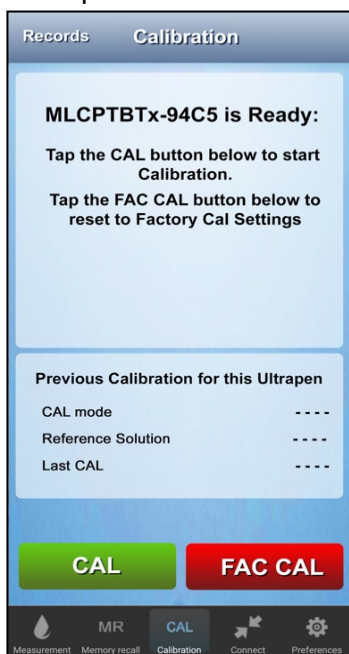 Records Calibration
MLCPTBTx-94C5 is Ready:
Tap the CAL button below to start
Calibration.
Tap the FAC CAL button below to
reset to Factory Cal Settings
Previous Calibration for this Ultrapen
CAL mode - - - -
Reference Solution - - - -
Last CAL - - - -
CAL FAC CAL
MR CAL
Measurement Memory recall Calibration Connect Preferences